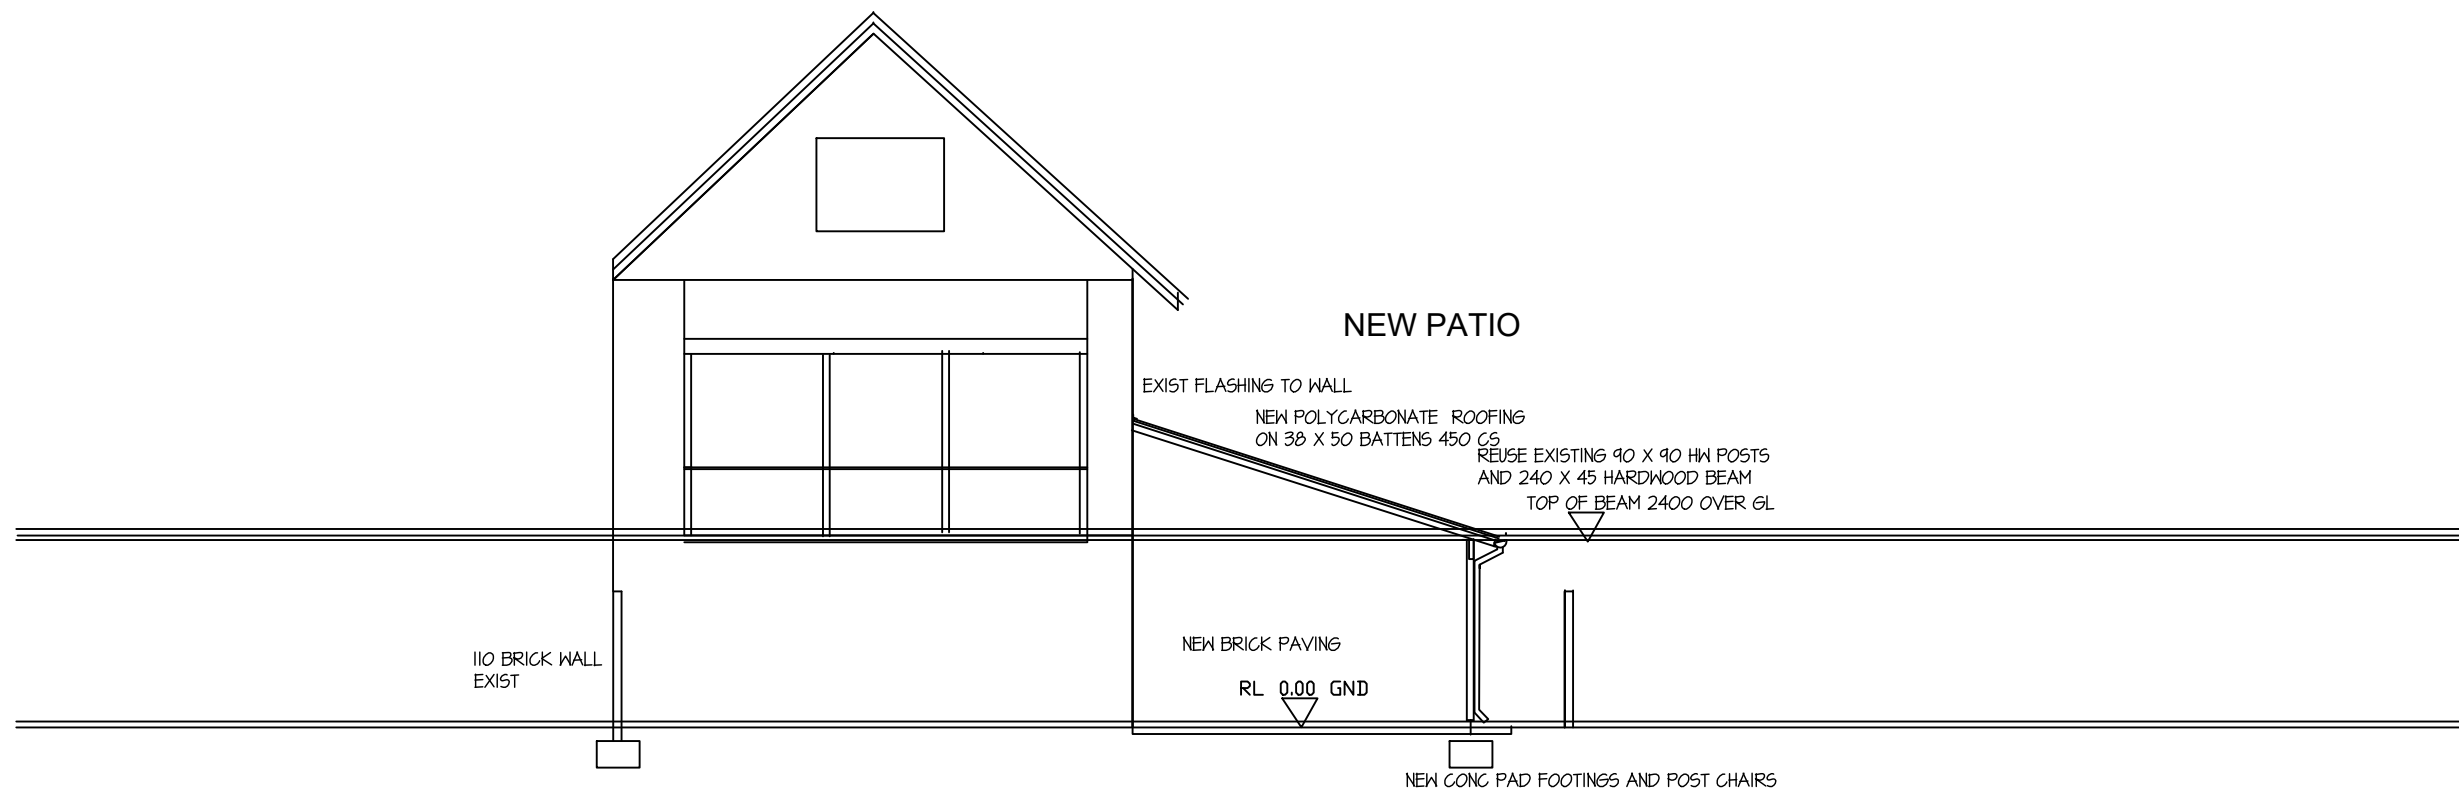 NEW PATIO
EXIST FLASHING TO WALL
NEW POLYCARBONATE ROOFING
ON 38 X 50 BATTENS 450 CS
REUSE EXISTING 90 X 90 HW POSTS
AND 240 X 45 HARDWOOD BEAM
TOP OF BEAM 2400 OVER GL
110 BRICK WALL
EXIST
NEW BRICK PAVING
RL 0.00 GND
NEW CONC PAD FOOTINGS AND POST CHAIRS